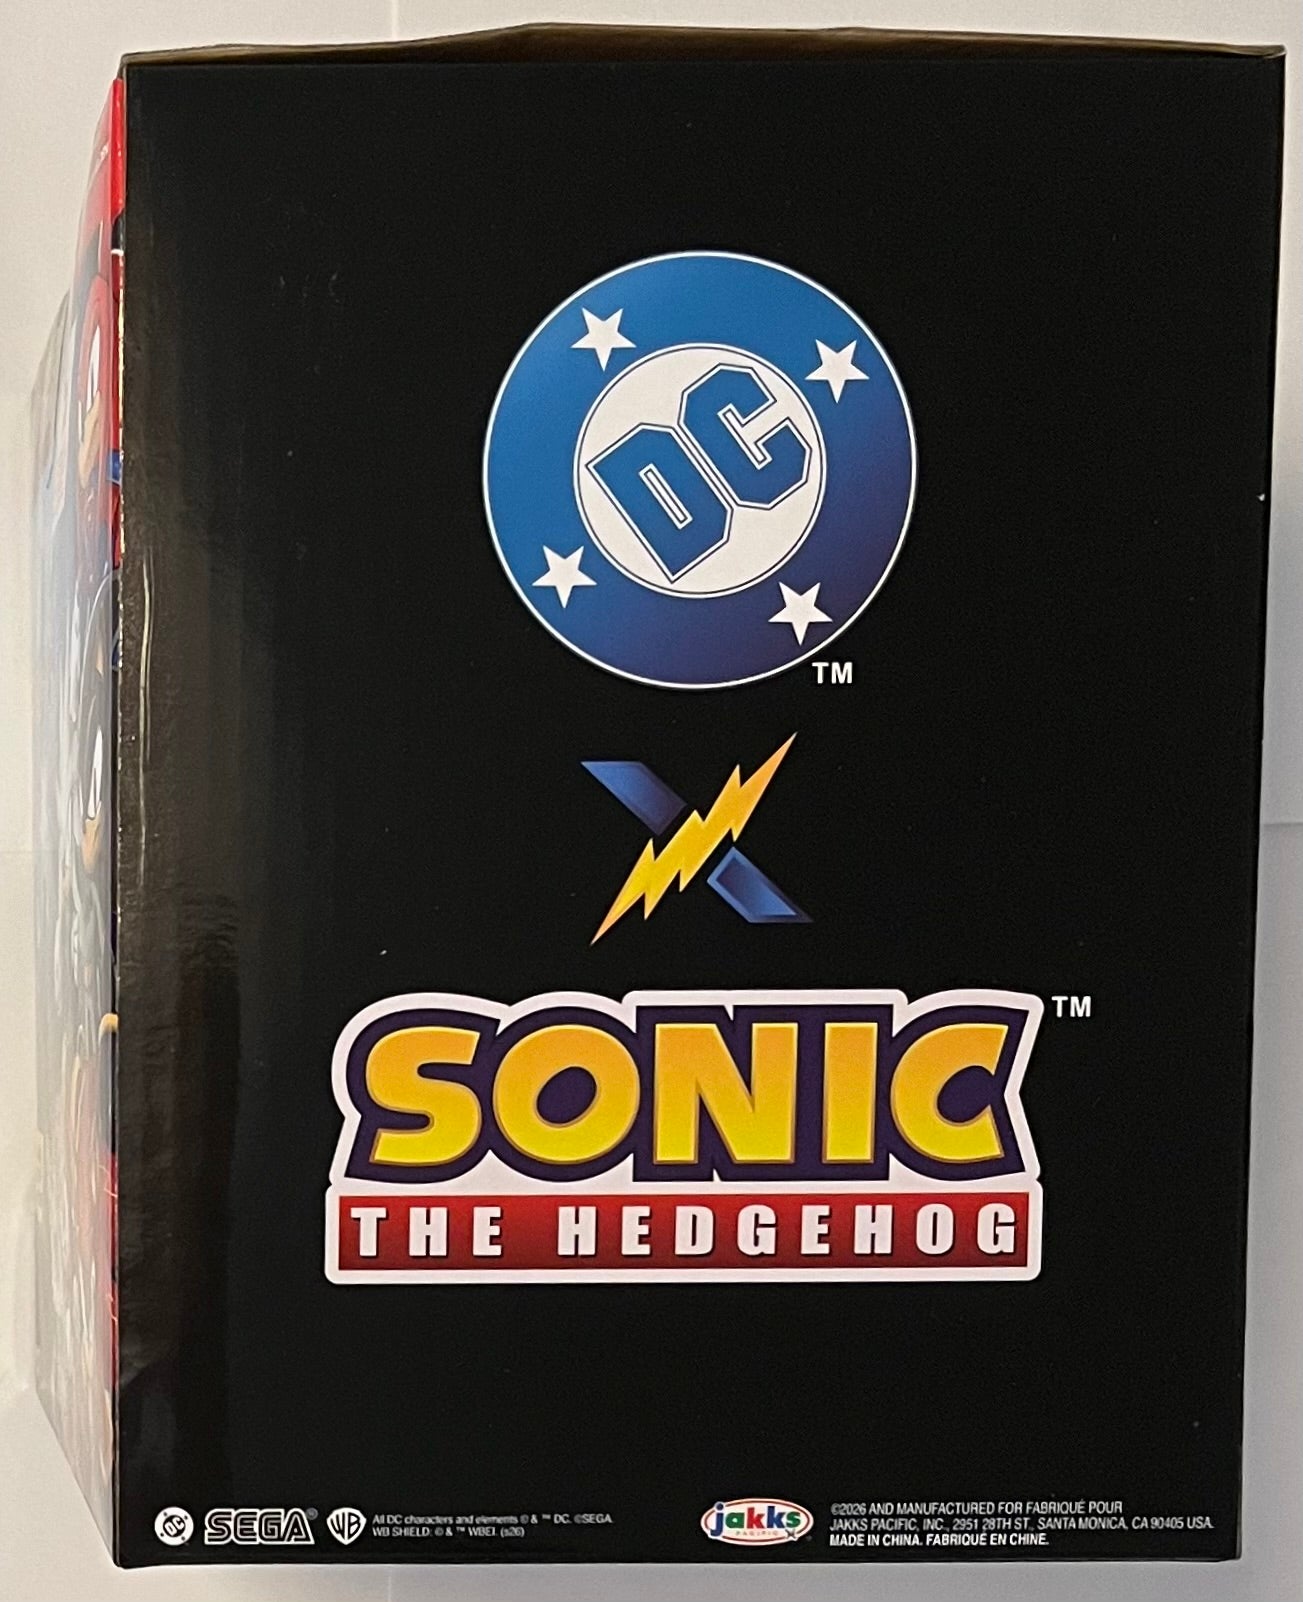 DC
TM
X
SONIC
TM
THE HEDGEHOG
DC SEGA® WB
All DC characters and elements © & ™ DC. ©SEGA.
WB SHIELD: © & ™ WBEI. (s26)
jakks
PACIFIC
©2026 AND MANUFACTURED FOR FABRIQUÉ POUR
JAKKS PACIFIC, INC., 2951 28TH ST., SANTA MONICA, CA 90405 USA.
MADE IN CHINA. FABRIQUÉ EN CHINE.